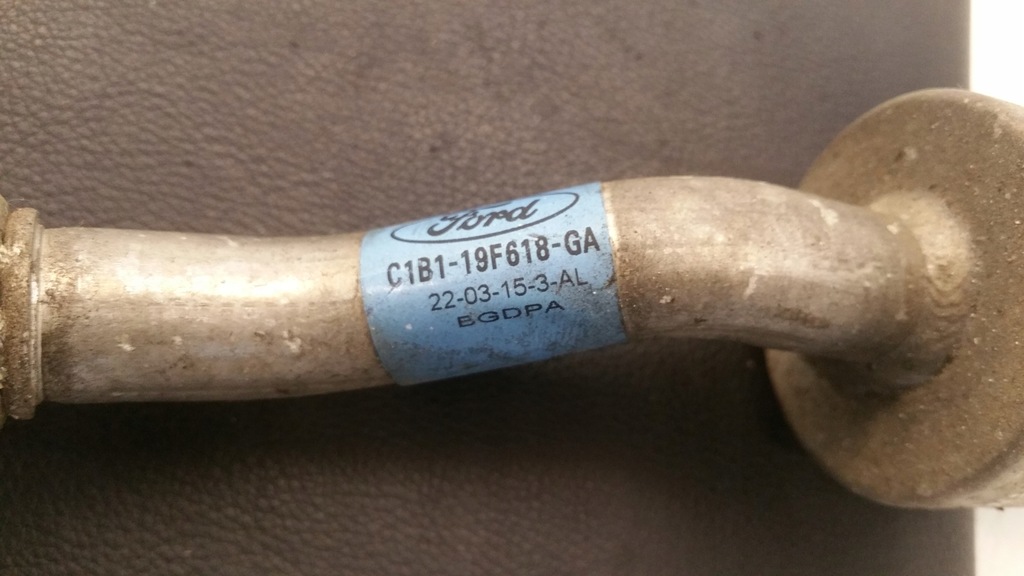 Ford
C1B1-19F618-GA
22-03-15-3-AL
BGDPA